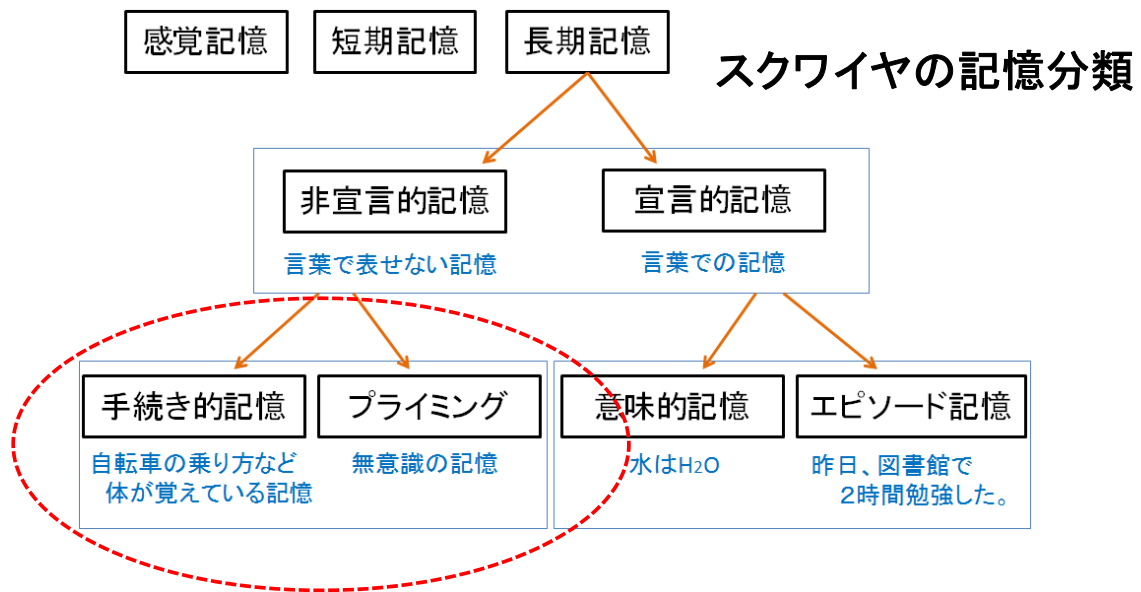 感覚記憶
短期記憶
長期記憶
スクワイヤの記憶分類
非宣言的記憶
宣言的記憶
言葉で表せない記憶
言葉での記憶
手続き的記憶
プライミング
意味的記憶
エピソード記憶
自転車の乗り方など
体が覚えている記憶
無意識の記憶
水はH₂O
昨日、図書館で
２時間勉強した。